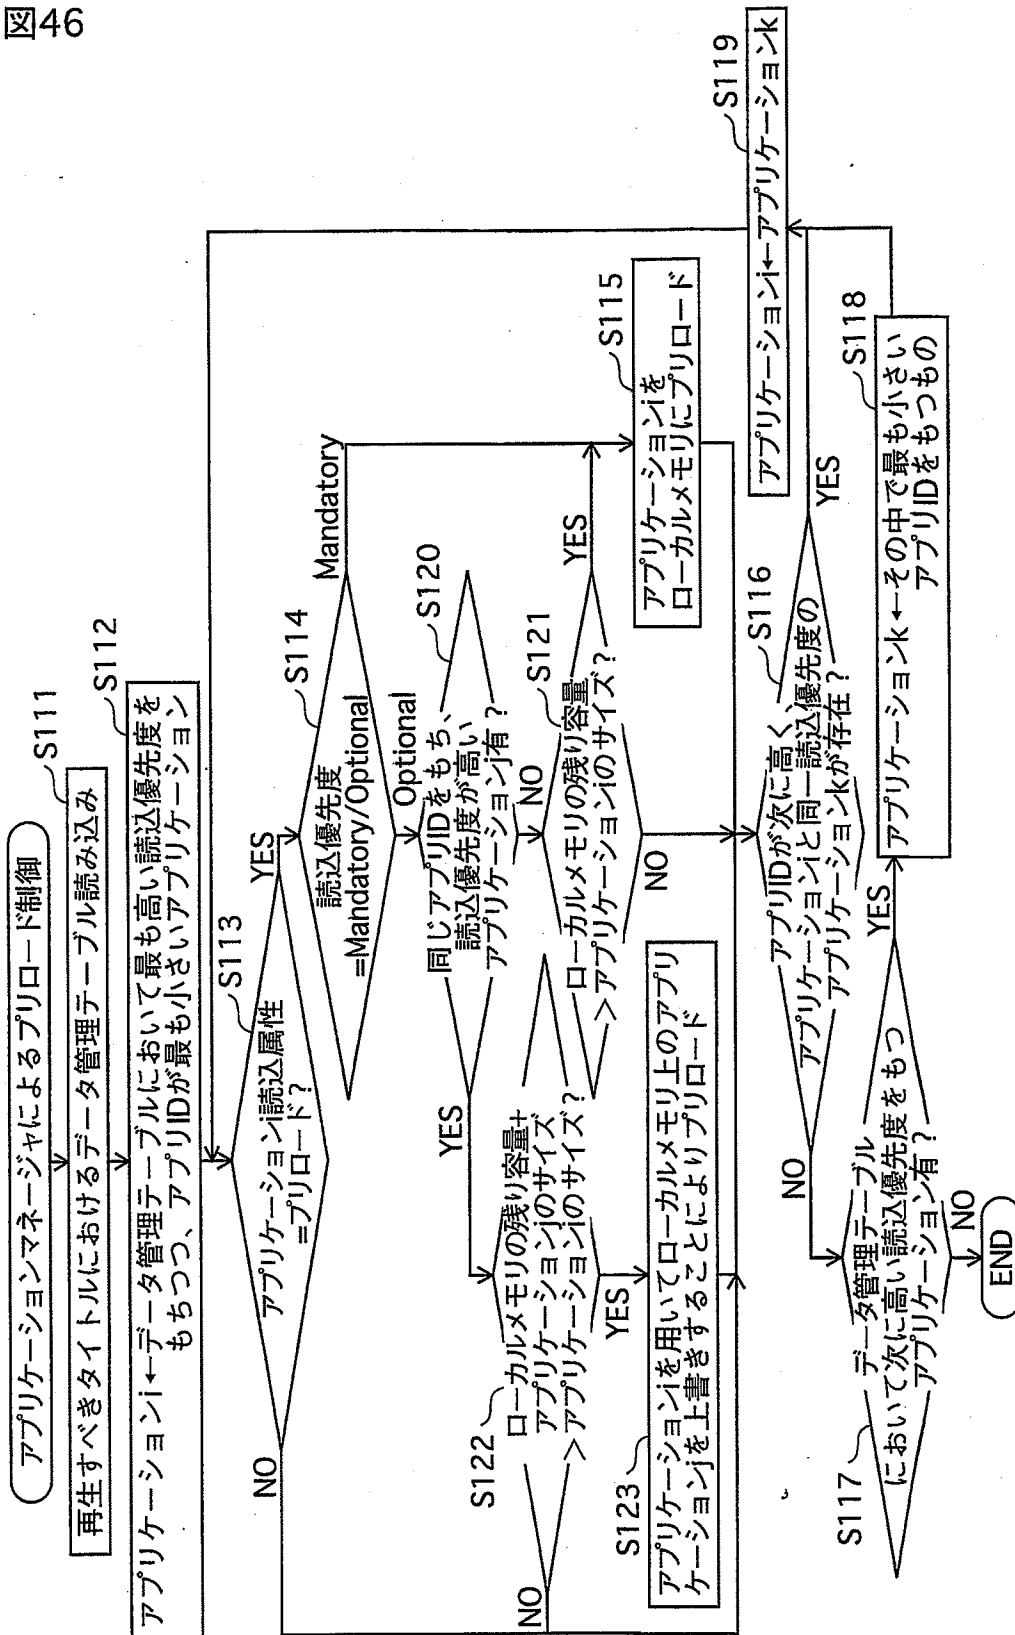 図46
アプリケーションマネージャによるプリロード制御
S111
再生すべきタイトルにおけるデータ管理テーブル読み込み
S112
アプリケーションi←データ管理テーブルにおいて最も高い読込優先度を
もちつつ、アプリIDが最も小さいアプリケーション
S113
アプリケーションi読込属性
=プリロード?
YES
NO
S114
読込優先度
=Mandatory/Optional
Mandatory
Optional
S120
同じアプリIDをもち、
読込優先度が高い
アプリケーションj有?
YES
NO
S121
ローカルメモリの残り容量
>アプリケーションiのサイズ?
YES
NO
S115
アプリケーションiを
ローカルメモリにプリロード
S122
ローカルメモリの残り容量+
アプリケーションjのサイズ
>アプリケーションiのサイズ?
NO
YES
S123
アプリケーションiを用いてローカルメモリ上のアプリ
ケーションjを上書きすることによりプリロード
S116
アプリIDが次に高く、
アプリケーションiと同一読込優先度の
アプリケーションkが存在?
YES
NO
S117
データ管理テーブル
において次に高い読込優先度をもつ
アプリケーション有?
YES
NO
S118
アプリケーションk←その中で最も小さい
アプリIDをもつもの
S119
アプリケーションi←アプリケーションk
END